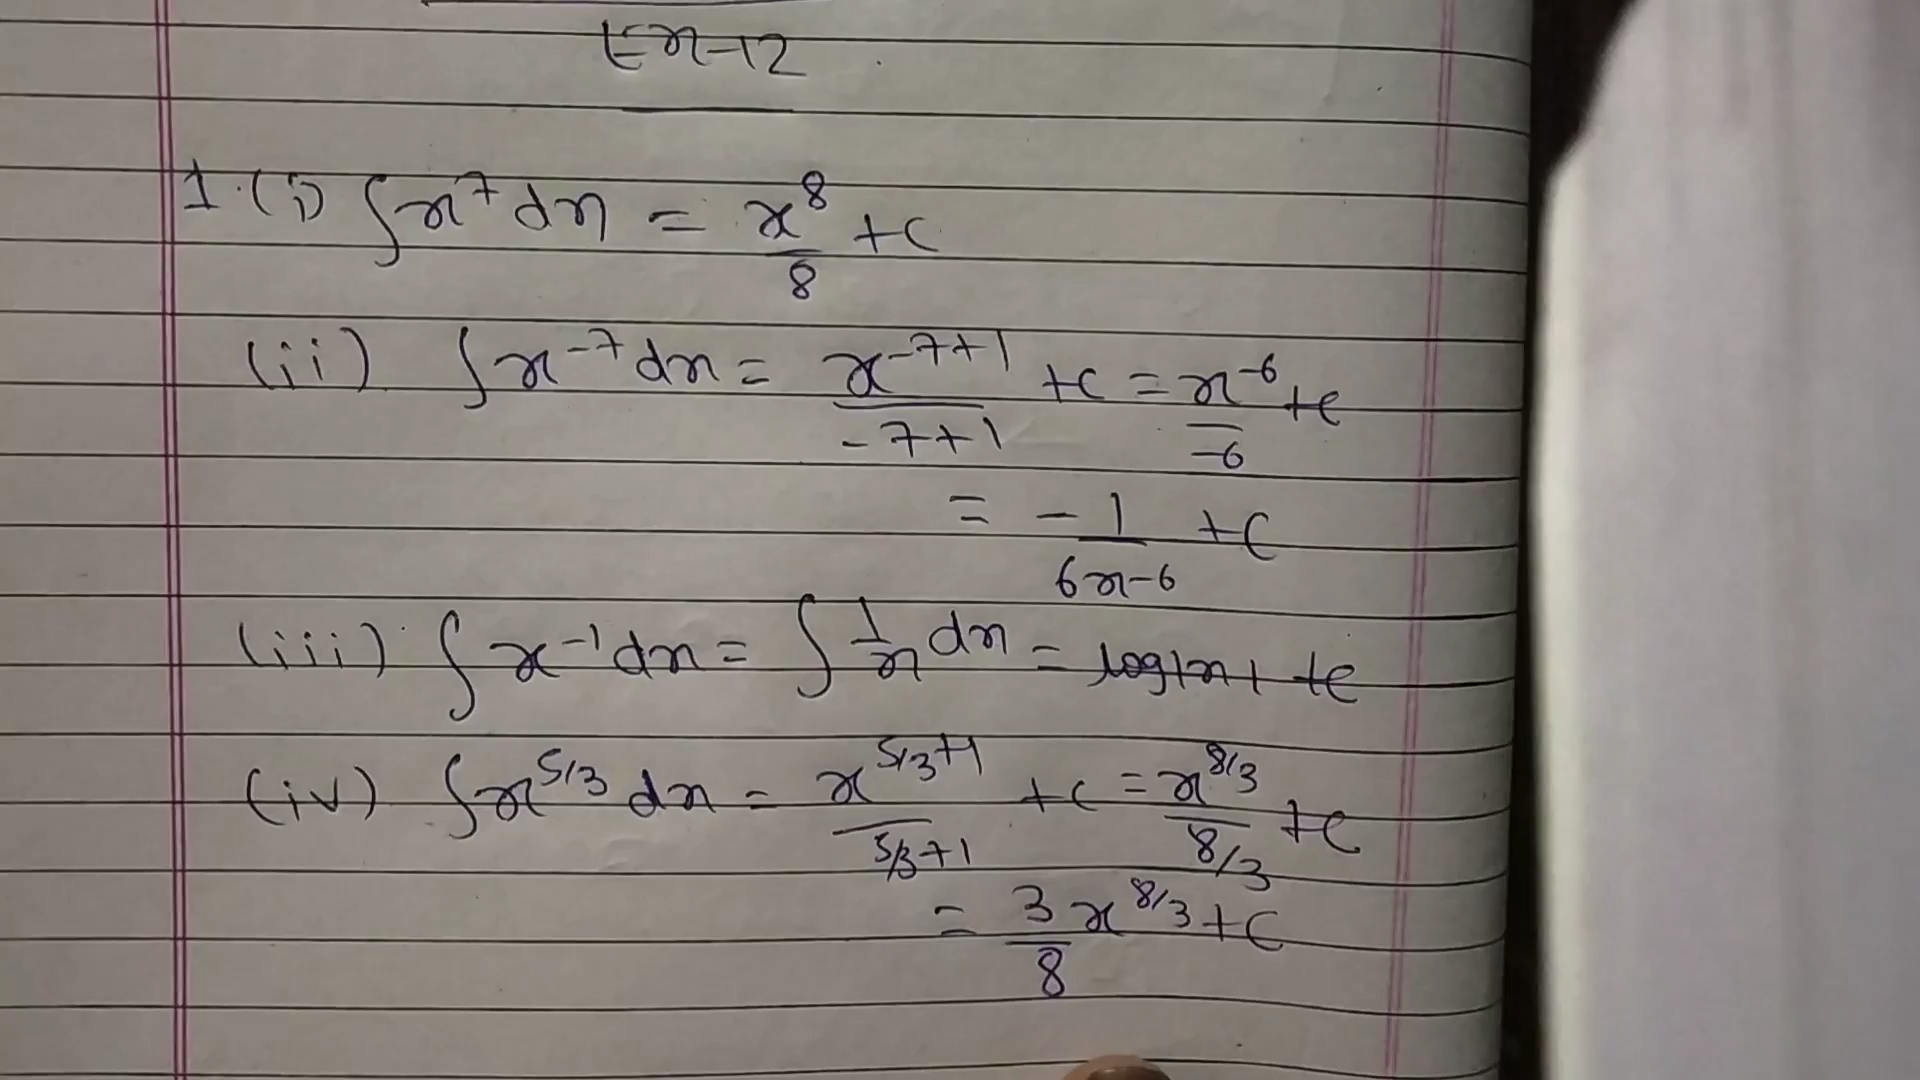 Ex-12
1.(i) ∫x^7 dx = x^8/8 +c
(ii) ∫x^-7 dx = x^-7+1/-7+1 +c = x^-6/-6 +c
= -1/6x-6 +c
(iii) ∫x^-1 dx = ∫1/x dx = log|x| +c
(iv) ∫x^5/3 dx = x^5/3+1/5/3+1 +c = x^8/3/8/3 +c
= 3/8 x^8/3 +c